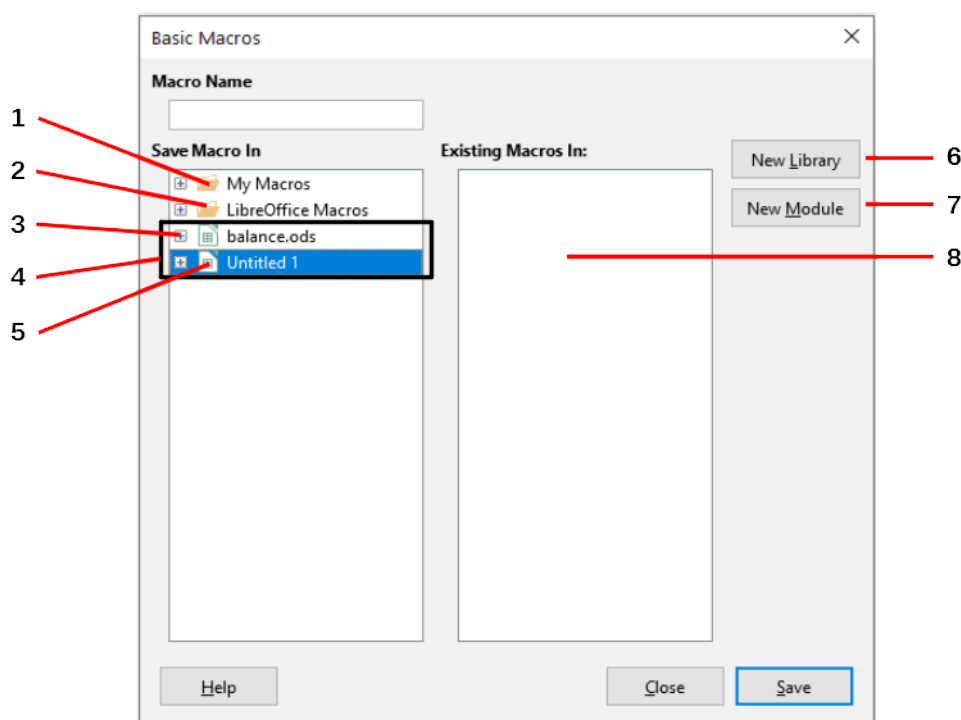 Basic Macros
Macro Name
1
Save Macro In
Existing Macros In:
New Library
6
2
My Macros
LibreOffice Macros
New Module
7
3
balance.ods
4
Untitled 1
8
5
Help
Close
Save